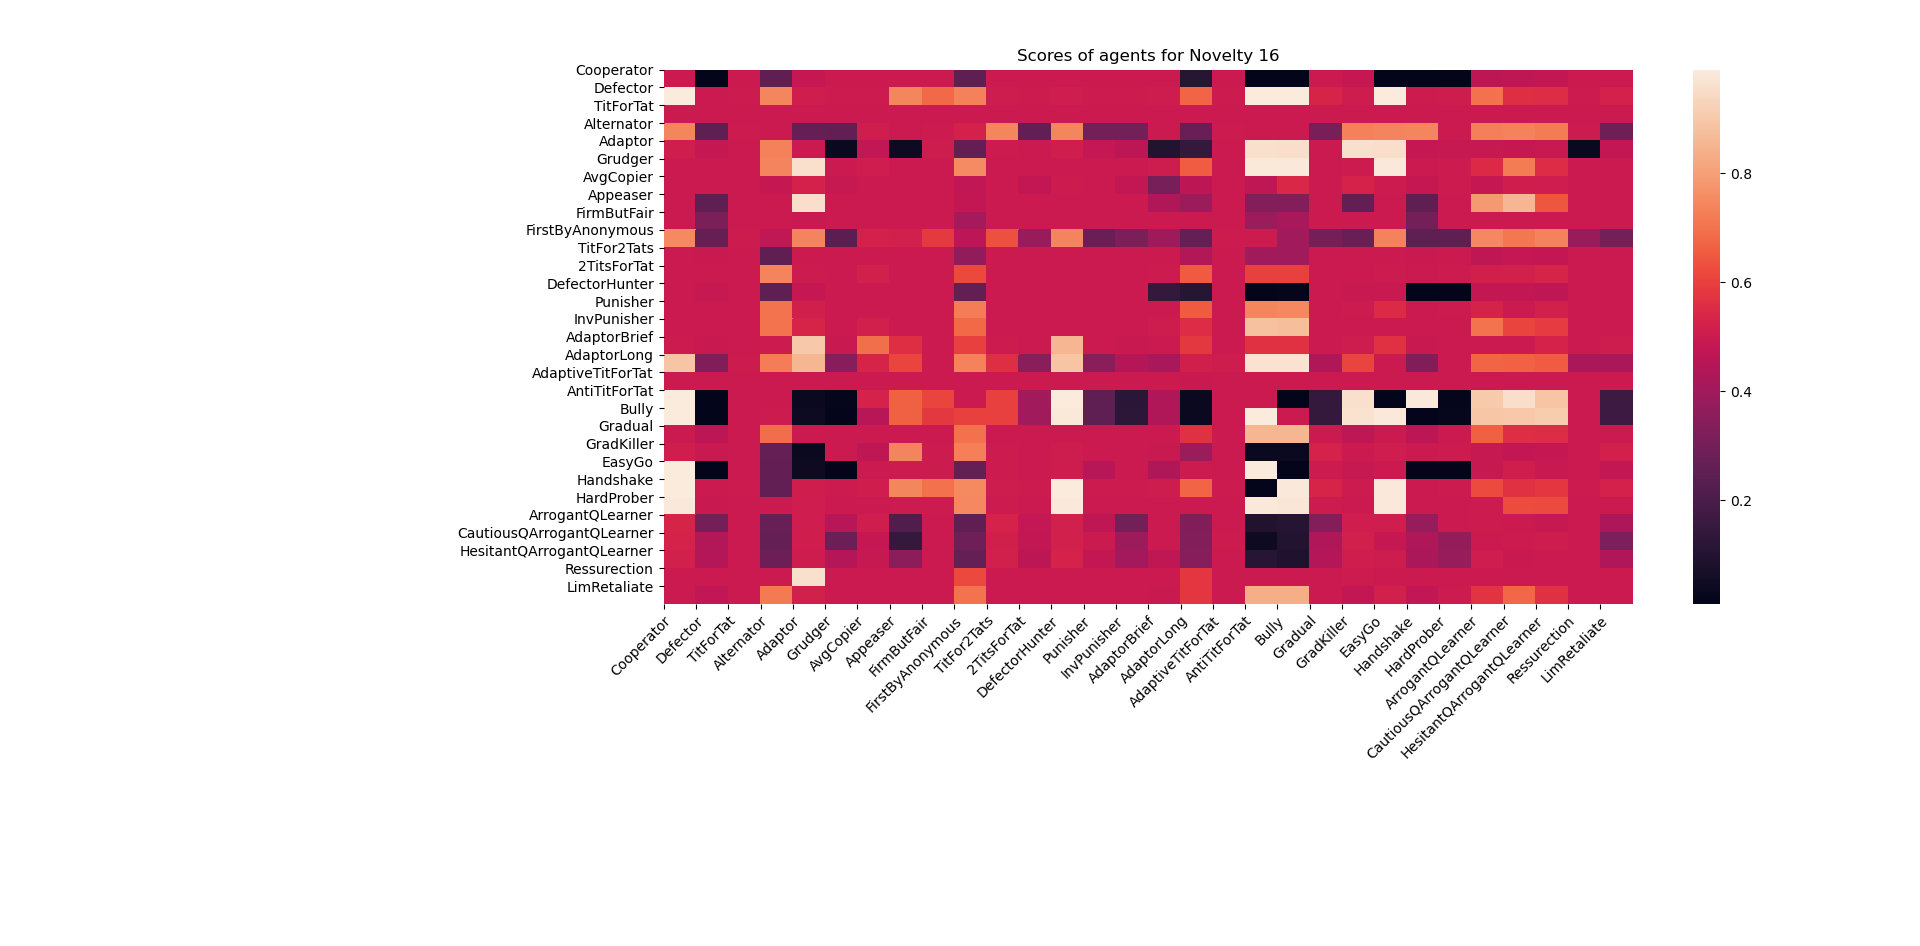 Scores of agents for Novelty 16
Cooperator
Defector
TitForTat
Alternator
Adaptor
Grudger
AvgCopier
Appeaser
FirmButFair
FirstByAnonymous
TitFor2Tats
2TitsForTat
DefectorHunter
Punisher
InvPunisher
AdaptorBrief
AdaptorLong
AdaptiveTitForTat
AntiTitForTat
Bully
Gradual
GradKiller
EasyGo
Handshake
HardProber
ArrogantQLearner
CautiousQArrogantQLearner
HesitantQArrogantQLearner
Ressurection
LimRetaliate
Cooperator
Defector
TitForTat
Alternator
Adaptor
Grudger
AvgCopier
Appeaser
FirmButFair
FirstByAnonymous
TitFor2Tats
2TitsForTat
DefectorHunter
Punisher
InvPunisher
AdaptorBrief
AdaptorLong
AdaptiveTitForTat
AntiTitForTat
Bully
Gradual
GradKiller
EasyGo
Handshake
HardProber
ArrogantQLearner
CautiousQArrogantQLearner
HesitantQArrogantQLearner
Ressurection
LimRetaliate
0.8
0.6
0.4
0.2